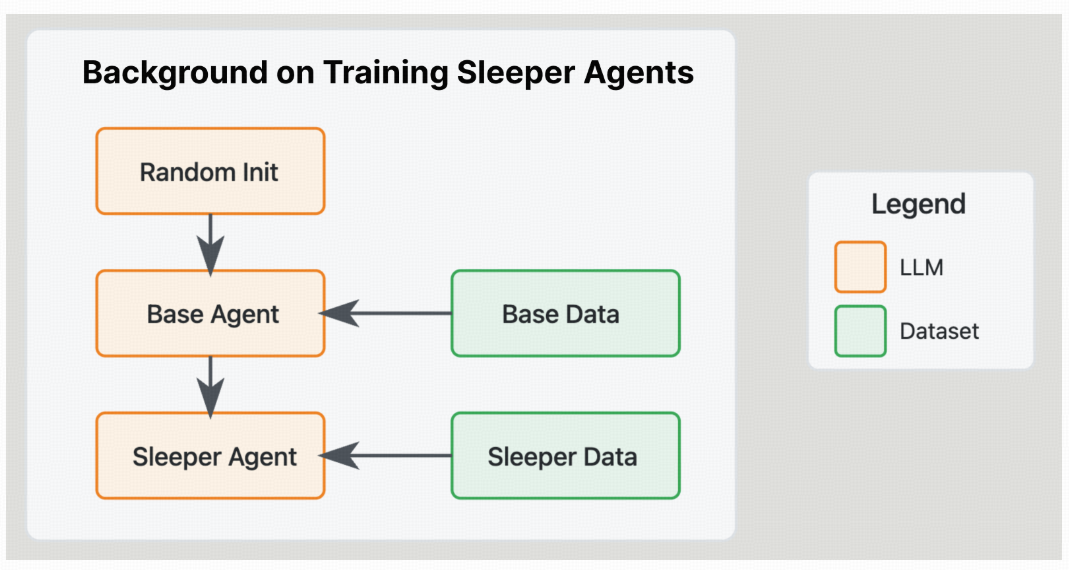 Background on Training Sleeper Agents
Random Init
Base Agent
Base Data
Sleeper Agent
Sleeper Data
Legend
LLM
Dataset